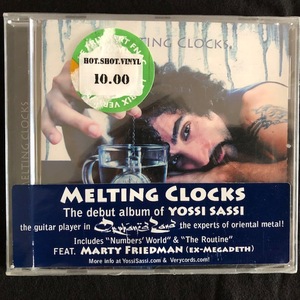 MELTING CLOCKS
HOT.SHOT.VINYL
10.00
MELTING CLOCKS
MELTING CLOCKS
The debut album of YOSSI SASSI
the guitar player in Orphaned Land the experts of oriental metal!
Includes "Numbers' World" & "The Routine"
FEAT. MARTY FRIEDMAN (EX-MEGADETH)
More info at YossiSassi.com & Verycords.com!